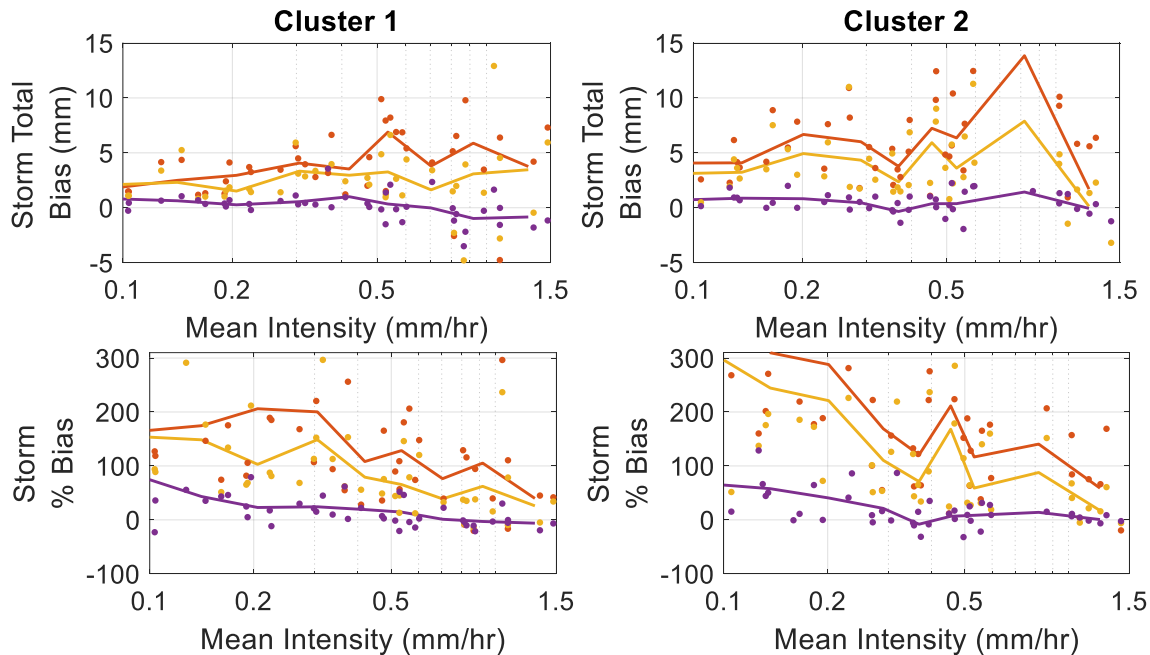 Cluster 1
Cluster 2
Storm Total
Bias (mm)
15
10
5
0
-5
0.1
0.2
0.5
1.5
Mean Intensity (mm/hr)
Storm Total
Bias (mm)
15
10
5
0
-5
0.1
0.2
0.5
1.5
Mean Intensity (mm/hr)
Storm
% Bias
300
200
100
0
-100
0.1
0.2
0.5
1.5
Mean Intensity (mm/hr)
Storm
% Bias
300
200
100
0
-100
0.1
0.2
0.5
1.5
Mean Intensity (mm/hr)